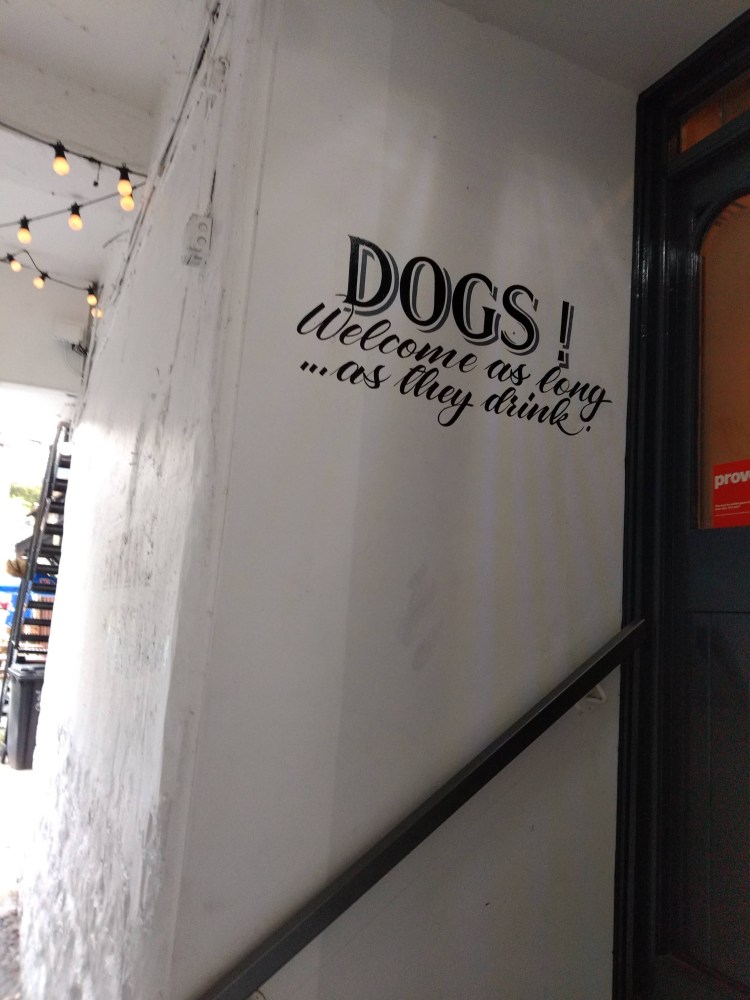 DOGS!
Welcome as long
...as they drink.
prov